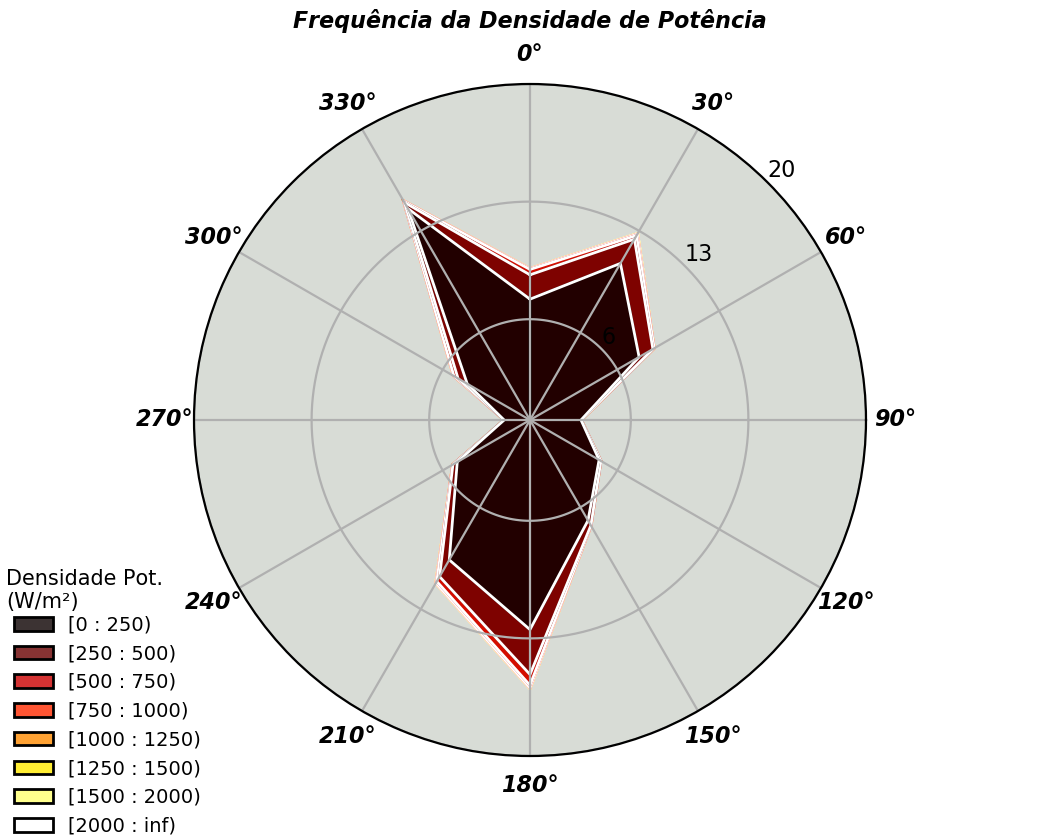 Frequência da Densidade de Potência
0°
330°
30°
20
300°
60°
13
6
270°
90°
240°
120°
210°
150°
180°
Densidade Pot.
(W/m²)
[0 : 250)
[250 : 500)
[500 : 750)
[750 : 1000)
[1000 : 1250)
[1250 : 1500)
[1500 : 2000)
[2000 : inf)